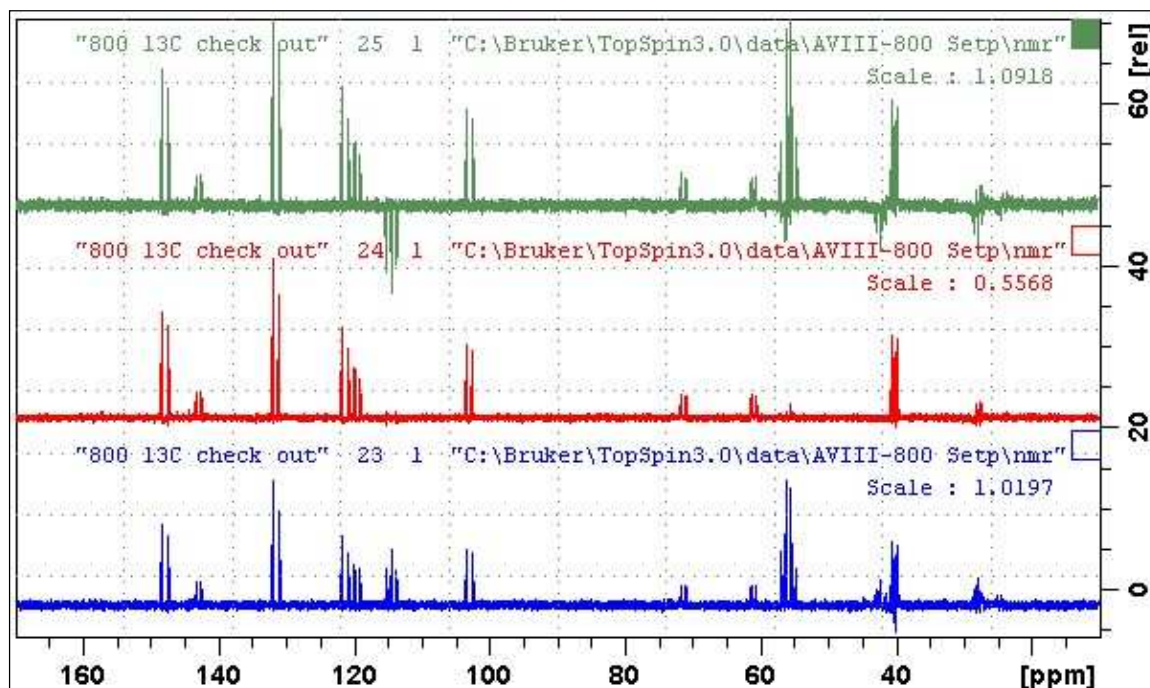 "800 13C check out" 25 1 "C:\Bruker\TopSpin3.0\data\AVIII-800 Setp\nmr"
Scale : 1.0918
"800 13C check out" 24 1 "C:\Bruker\TopSpin3.0\data\AVIII-800 Setp\nmr"
Scale : 0.5568
"800 13C check out" 23 1 "C:\Bruker\TopSpin3.0\data\AVIII-800 Setp\nmr"
Scale : 1.0197
[rel]
60
40
20
0
160 140 120 100 80 60 40 [ppm]